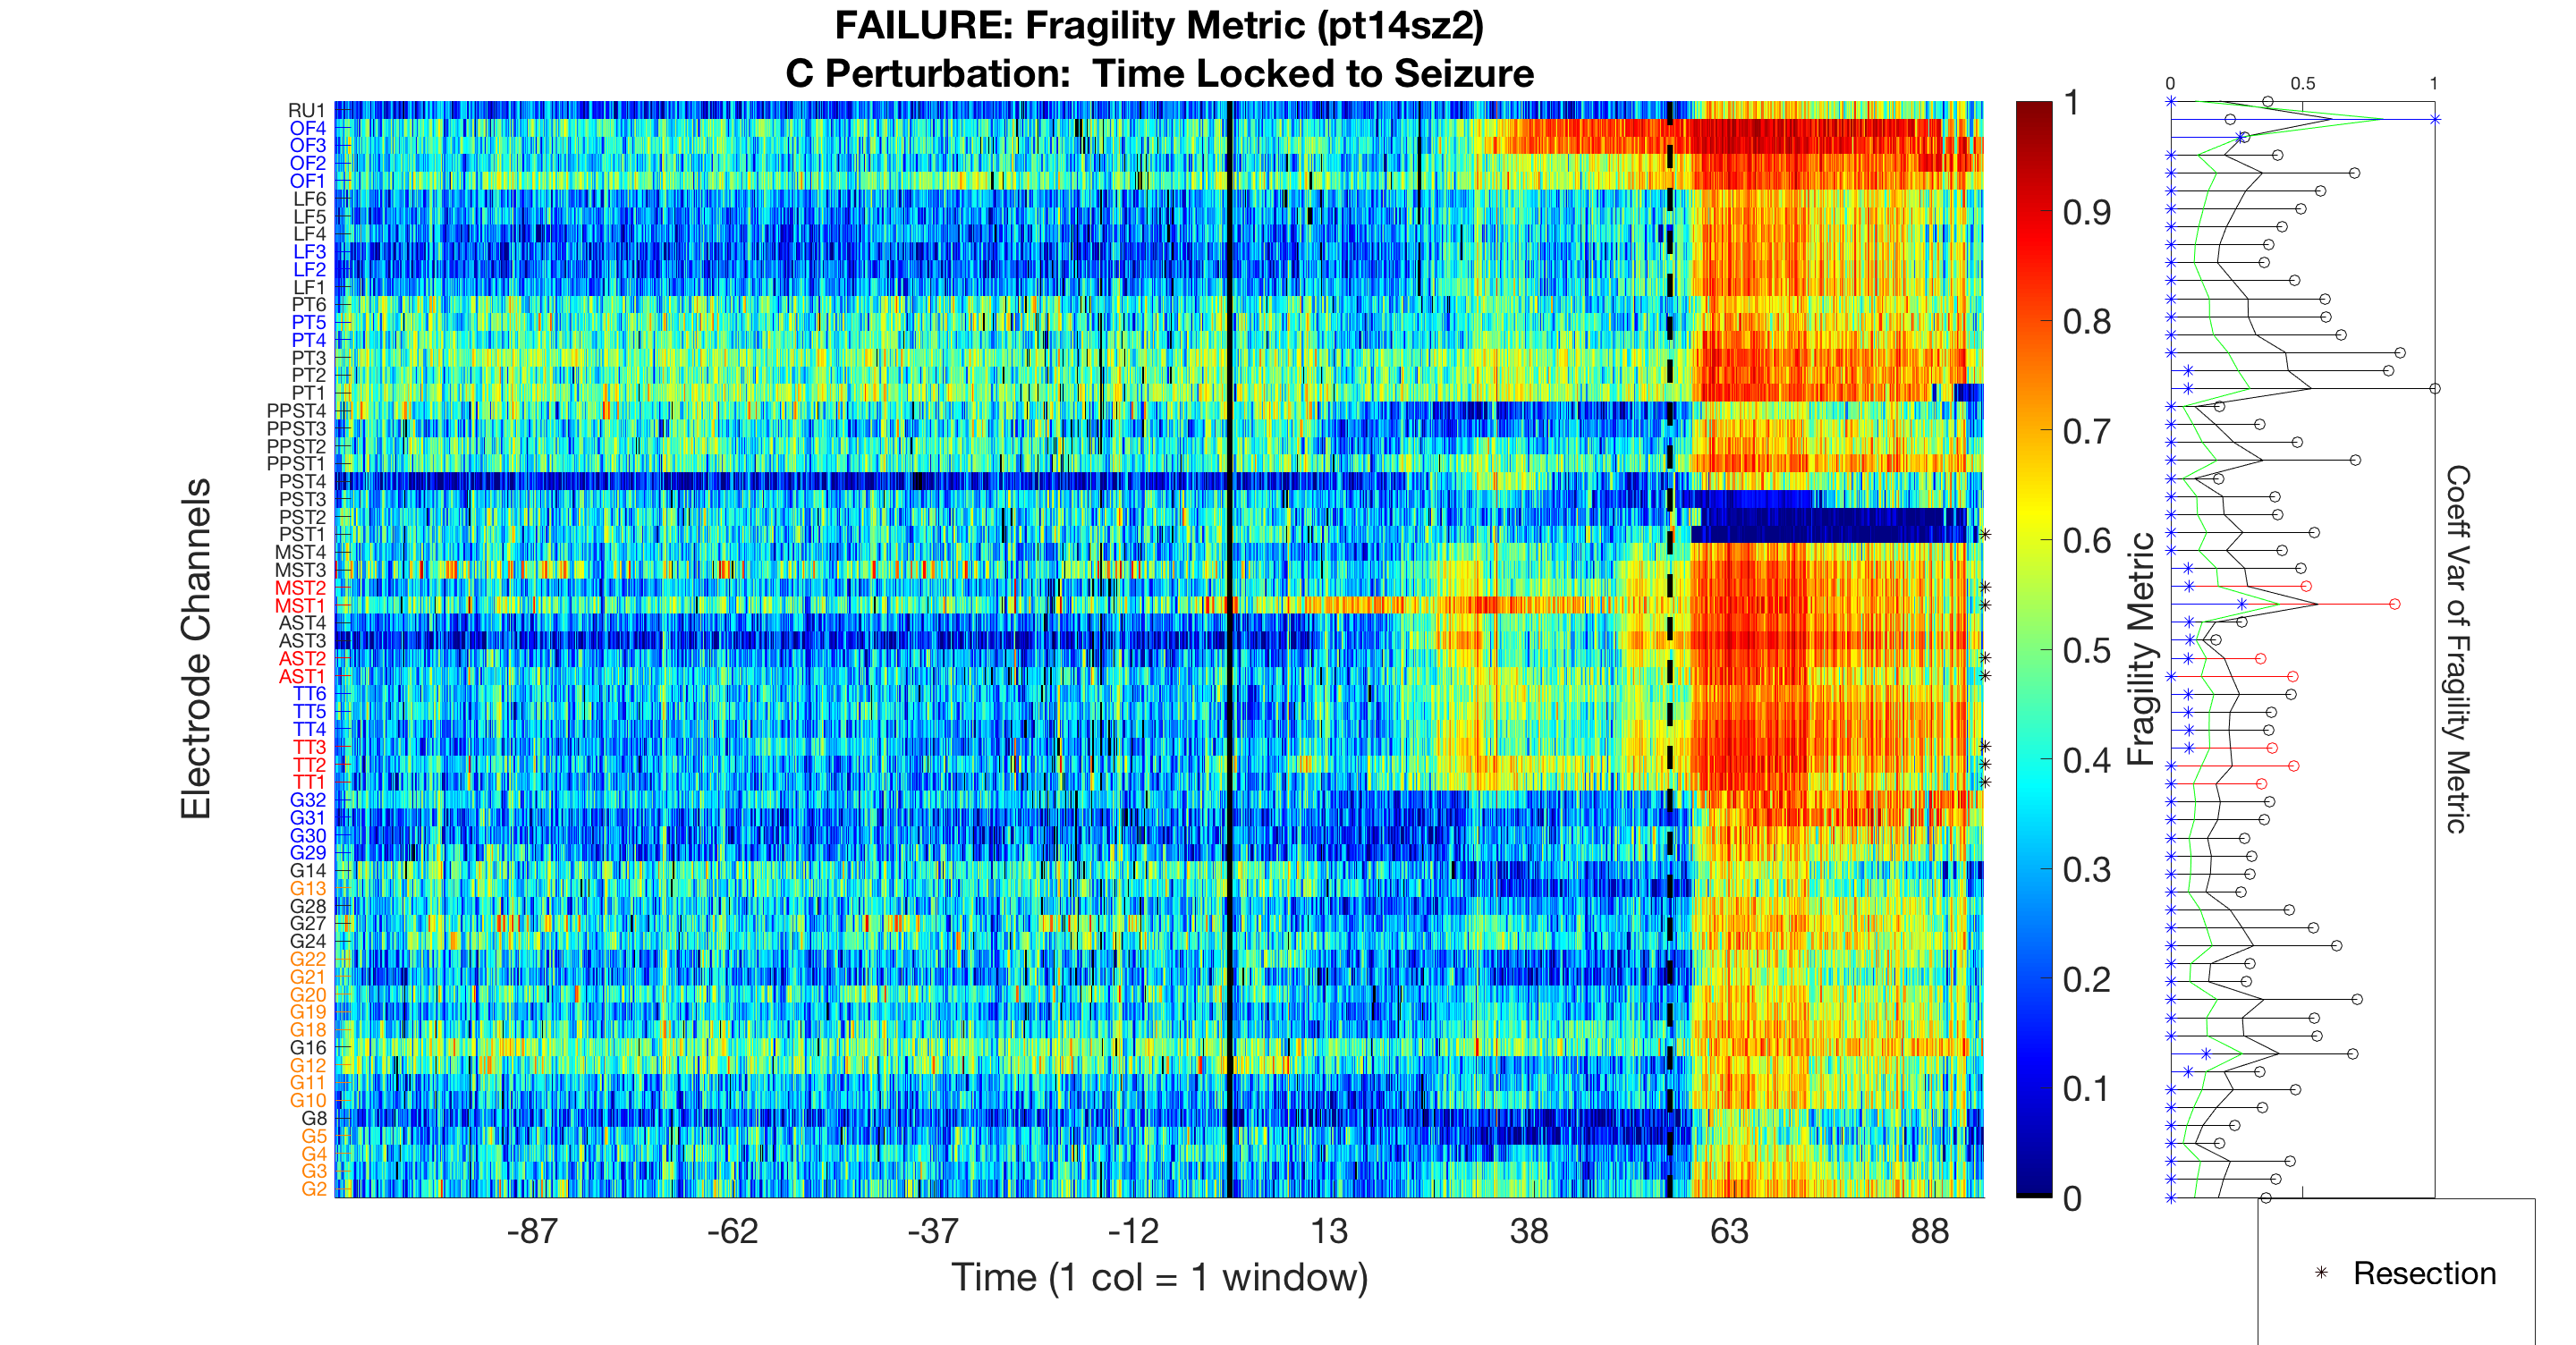 FAILURE: Fragility Metric (pt14sz2)
C Perturbation:  Time Locked to Seizure
Electrode Channels
RU1
OF4
OF3
OF2
OF1
LF6
LF5
LF4
LF3
LF2
LF1
PT6
PT5
PT4
PT3
PT2
PT1
PPST4
PPST3
PPST2
PPST1
PST4
PST3
PST2
PST1
MST4
MST3
MST2
MST1
AST4
AST3
AST2
AST1
TT6
TT5
TT4
TT3
TT2
TT1
G32
G31
G30
G29
G14
G13
G28
G27
G24
G22
G21
G20
G19
G18
G16
G12
G11
G10
G8
G5
G4
G3
G2
-87 -62 -37 -12 13 38 63 88
Time (1 col = 1 window)
1
0.9
0.8
0.7
0.6
0.5
0.4
0.3
0.2
0.1
0
Fragility Metric
0 0.5 1
Coeff Var of Fragility Metric
Resection